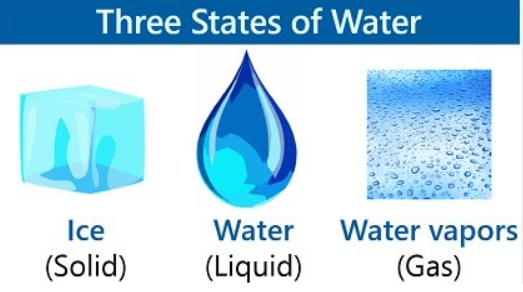 Three States of Water
Ice
(Solid)
Water
(Liquid)
Water vapors
(Gas)